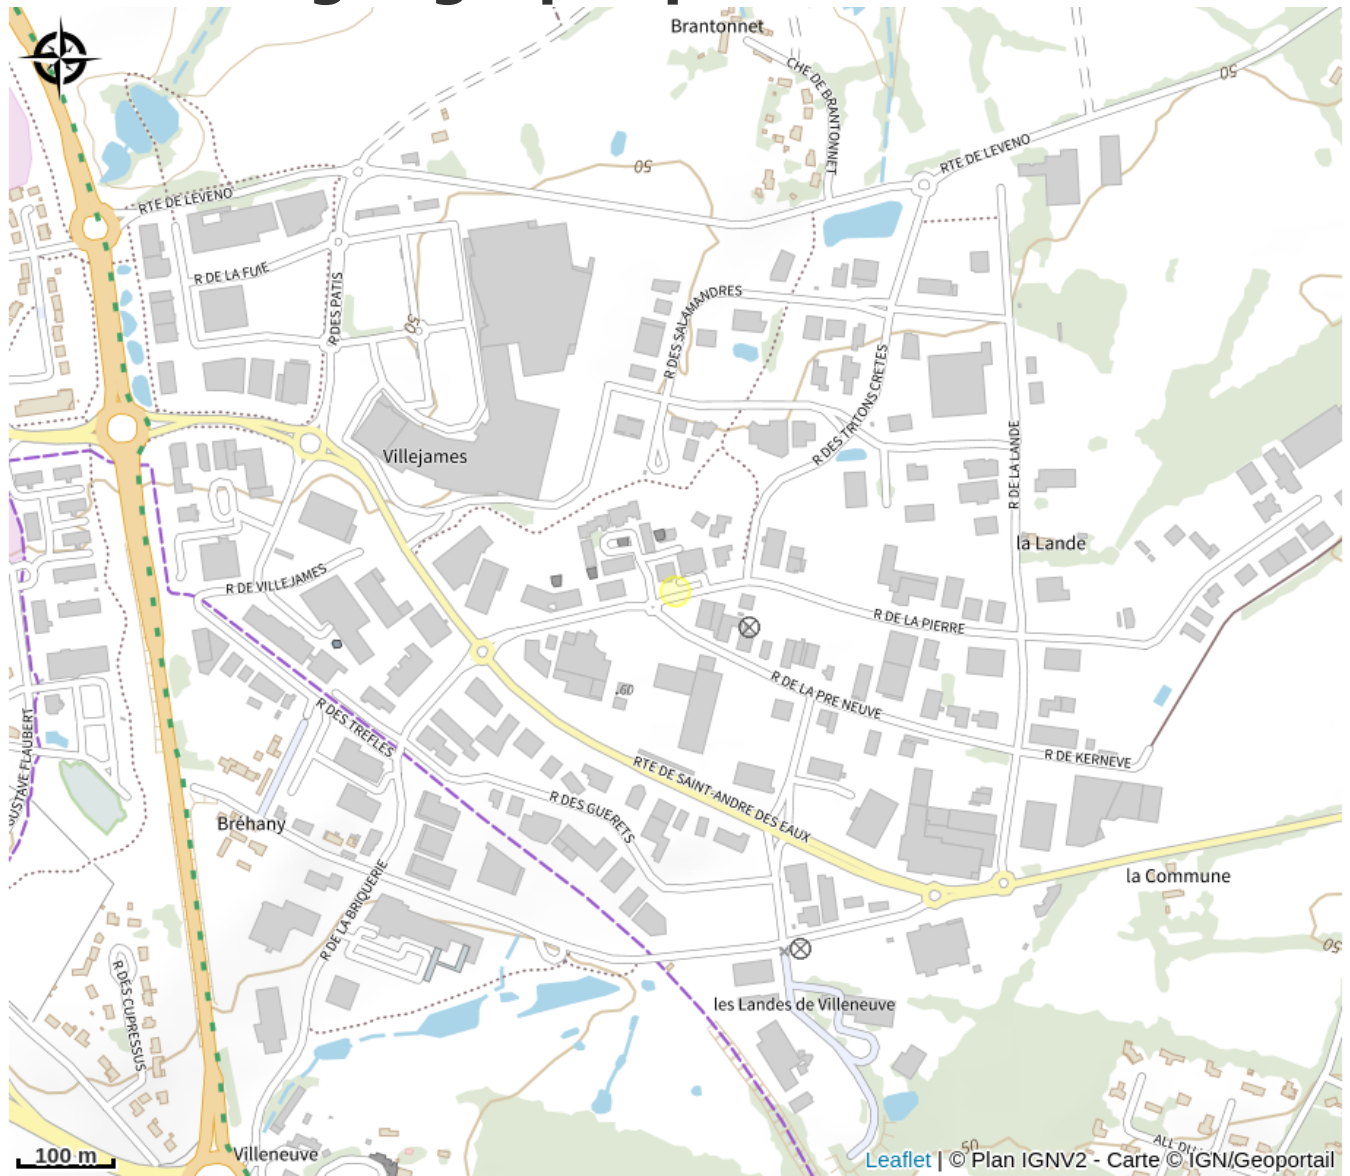 Brantonnet
CHE DE BRANTONNET
50
RTE DE LEVENO
RTE DE LEVENO
50
R DE LA FUIE
R DES PATIS
50
R DES SALAMANDRES
R DES TRITONS CRETES
R DE LA LANDE
Villejames
la Lande
R DE VILLEJAMES
R DE LA PIERRE
R DE LA PRE NEUVE
.60
R DES TREFLES
GUSTAVE FLAUBERT
R DE KERNEVE
RTE DE SAINT-ANDRE DES EAUX
R DES GUERETS
Bréhany
R DE LA BRIQUERIE
la Commune
50
R DES CUPRESSUS
les Landes de Villeneuve
50
Villeneuve
100 m
Leaflet | © Plan IGNV2 - Carte © IGN/Geoportail